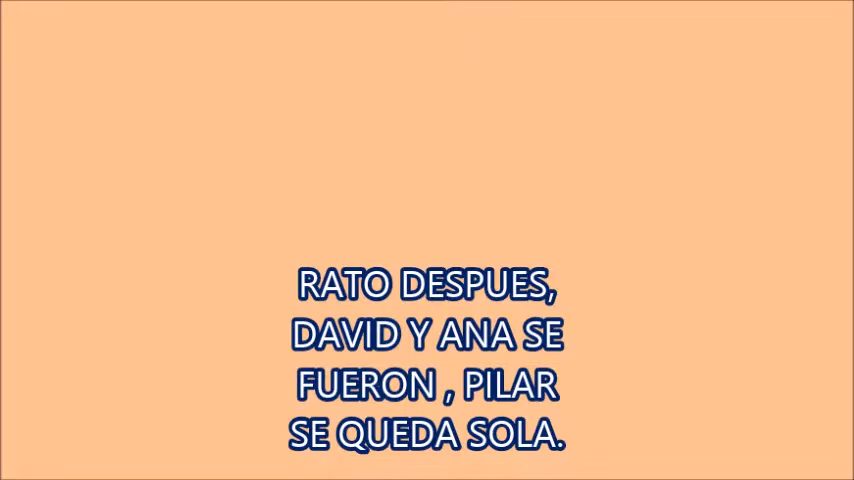 RATO DESPUES,
DAVID Y ANA SE
FUERON , PILAR
SE QUEDA SOLA.